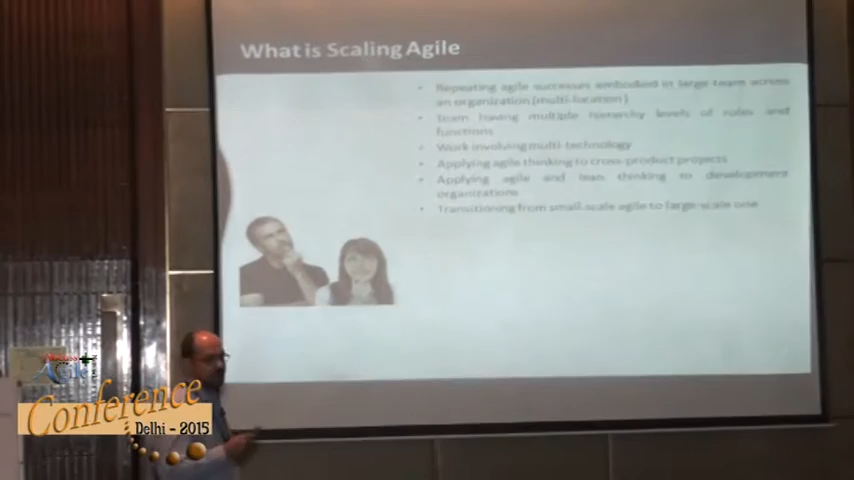 What is Scaling Agile
• Repeating agile successes embodied in large team across
an organization (multi-location)
• Team having multiple hierarchy levels of roles and
functions
• Work involving multi-technology
• Applying agile thinking to cross-product projects
• Applying agile and lean thinking to development
organizations
• Transitioning from small-scale agile to large-scale one
Agile
Conference
Delhi - 2015